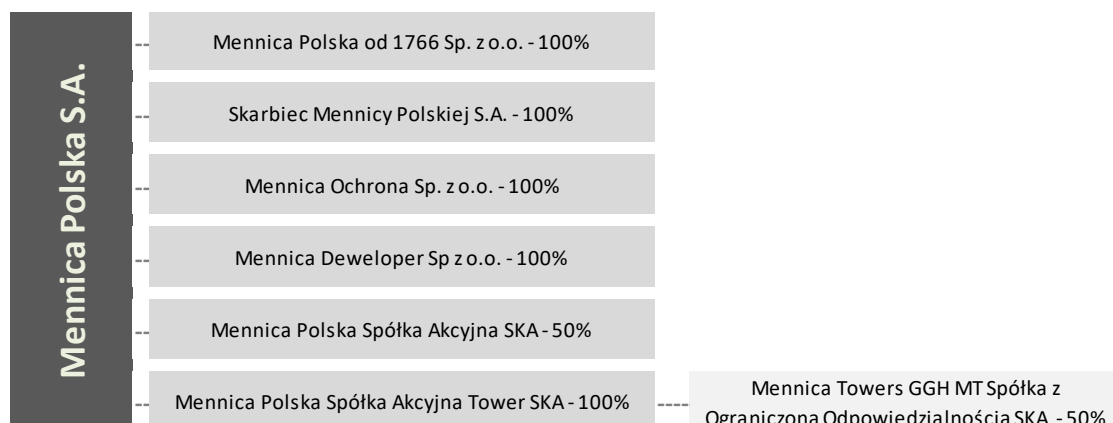 Mennica Polska S.A.
Mennica Polska od 1766 Sp. z o.o. - 100%
Skarbiec Mennicy Polskiej S.A. - 100%
Mennica Ochrona Sp. z o.o. - 100%
Mennica Deweloper Sp z o.o. - 100%
Mennica Polska Spółka Akcyjna SKA - 50%
Mennica Polska Spółka Akcyjna Tower SKA - 100%
Mennica Towers GGH MT Spółka z
Ograniczoną Odpowiedzialnością SKA - 50%